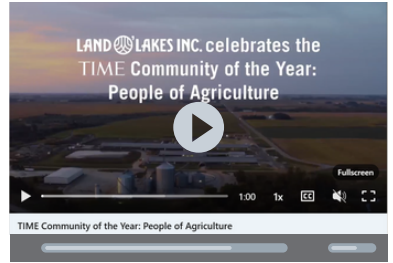 LAND O'LAKES INC. celebrates the
TIME Community of the Year:
People of Agriculture
Fullscreen
1:00 1x CC
TIME Community of the Year: People of Agriculture